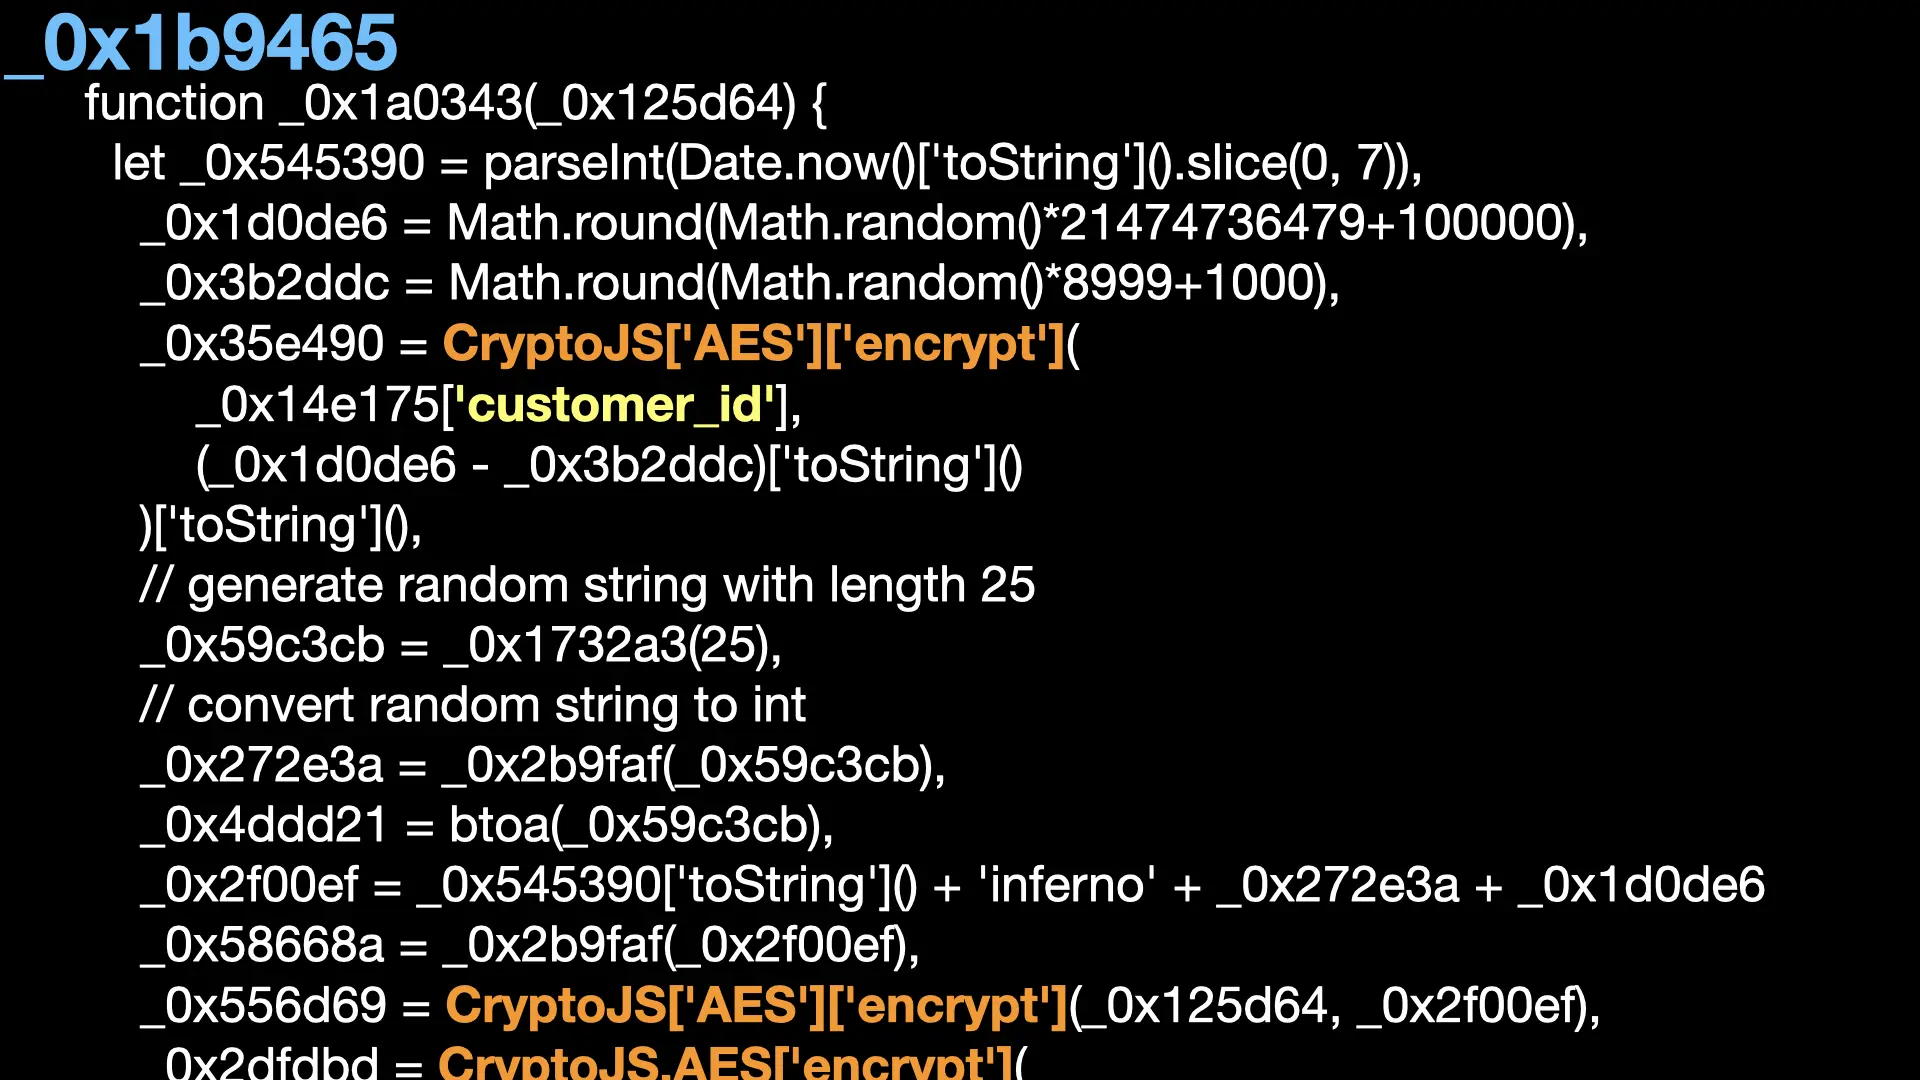 _0x1b9465
function _0x1a0343(_0x125d64) {
let _0x545390 = parseInt(Date.now()['toString']().slice(0, 7)),
_0x1d0de6 = Math.round(Math.random()*21474736479+100000),
_0x3b2ddc = Math.round(Math.random()*8999+1000),
_0x35e490 = CryptoJS['AES']['encrypt'](
_0x14e175['customer_id'],
(_0x1d0de6 - _0x3b2ddc)['toString']()
)['toString'](),
// generate random string with length 25
_0x59c3cb = _0x1732a3(25),
// convert random string to int
_0x272e3a = _0x2b9faf(_0x59c3cb),
_0x4ddd21 = btoa(_0x59c3cb),
_0x2f00ef = _0x545390['toString']() + 'inferno' + _0x272e3a + _0x1d0de6
_0x58668a = _0x2b9faf(_0x2f00ef),
_0x556d69 = CryptoJS['AES']['encrypt'](_0x125d64, _0x2f00ef),
_0x2dfdbd = CryptoJS.AES['encrypt'](